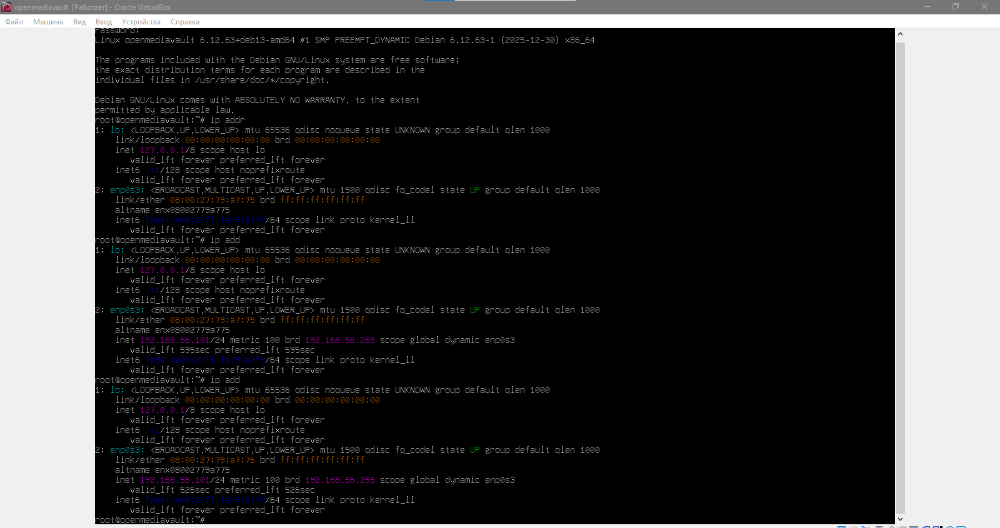 openmediavault [Работает] - Oracle VirtualBox
Файл Машина Вид Ввод Устройства Справка
Password:
Linux openmediavault 6.12.63+deb13-amd64 #1 SMP PREEMPT_DYNAMIC Debian 6.12.63-1 (2025-12-30) x86_64
The programs included with the Debian GNU/Linux system are free software;
the exact distribution terms for each program are described in the
individual files in /usr/share/doc/*/copyright.
Debian GNU/Linux comes with ABSOLUTELY NO WARRANTY, to the extent
permitted by applicable law.
root@openmediavault:~# ip addr
1: lo: <LOOPBACK,UP,LOWER_UP> mtu 65536 qdisc noqueue state UNKNOWN group default qlen 1000
link/loopback 00:00:00:00:00:00 brd 00:00:00:00:00:00
inet 127.0.0.1/8 scope host lo
valid_lft forever preferred_lft forever
inet6 ::1/128 scope host noprefixroute
valid_lft forever preferred_lft forever
2: enp0s3: <BROADCAST,MULTICAST,UP,LOWER_UP> mtu 1500 qdisc fq_codel state UP group default qlen 1000
link/ether 08:00:27:79:a7:75 brd ff:ff:ff:ff:ff:ff
altname enx08002779a775
inet6 fe80::a00:27ff:fe79:a775/64 scope link proto kernel_ll
valid_lft forever preferred_lft forever
root@openmediavault:~# ip add
1: lo: <LOOPBACK,UP,LOWER_UP> mtu 65536 qdisc noqueue state UNKNOWN group default qlen 1000
link/loopback 00:00:00:00:00:00 brd 00:00:00:00:00:00
inet 127.0.0.1/8 scope host lo
valid_lft forever preferred_lft forever
inet6 ::1/128 scope host noprefixroute
valid_lft forever preferred_lft forever
2: enp0s3: <BROADCAST,MULTICAST,UP,LOWER_UP> mtu 1500 qdisc fq_codel state UP group default qlen 1000
link/ether 08:00:27:79:a7:75 brd ff:ff:ff:ff:ff:ff
altname enx08002779a775
inet 192.168.56.101/24 metric 100 brd 192.168.56.255 scope global dynamic enp0s3
valid_lft 595sec preferred_lft 595sec
inet6 fe80::a00:27ff:fe79:a775/64 scope link proto kernel_ll
valid_lft forever preferred_lft forever
root@openmediavault:~# ip add
1: lo: <LOOPBACK,UP,LOWER_UP> mtu 65536 qdisc noqueue state UNKNOWN group default qlen 1000
link/loopback 00:00:00:00:00:00 brd 00:00:00:00:00:00
inet 127.0.0.1/8 scope host lo
valid_lft forever preferred_lft forever
inet6 ::1/128 scope host noprefixroute
valid_lft forever preferred_lft forever
2: enp0s3: <BROADCAST,MULTICAST,UP,LOWER_UP> mtu 1500 qdisc fq_codel state UP group default qlen 1000
link/ether 08:00:27:79:a7:75 brd ff:ff:ff:ff:ff:ff
altname enx08002779a775
inet 192.168.56.101/24 metric 100 brd 192.168.56.255 scope global dynamic enp0s3
valid_lft 526sec preferred_lft 526sec
inet6 fe80::a00:27ff:fe79:a775/64 scope link proto kernel_ll
valid_lft forever preferred_lft forever
root@openmediavault:~#